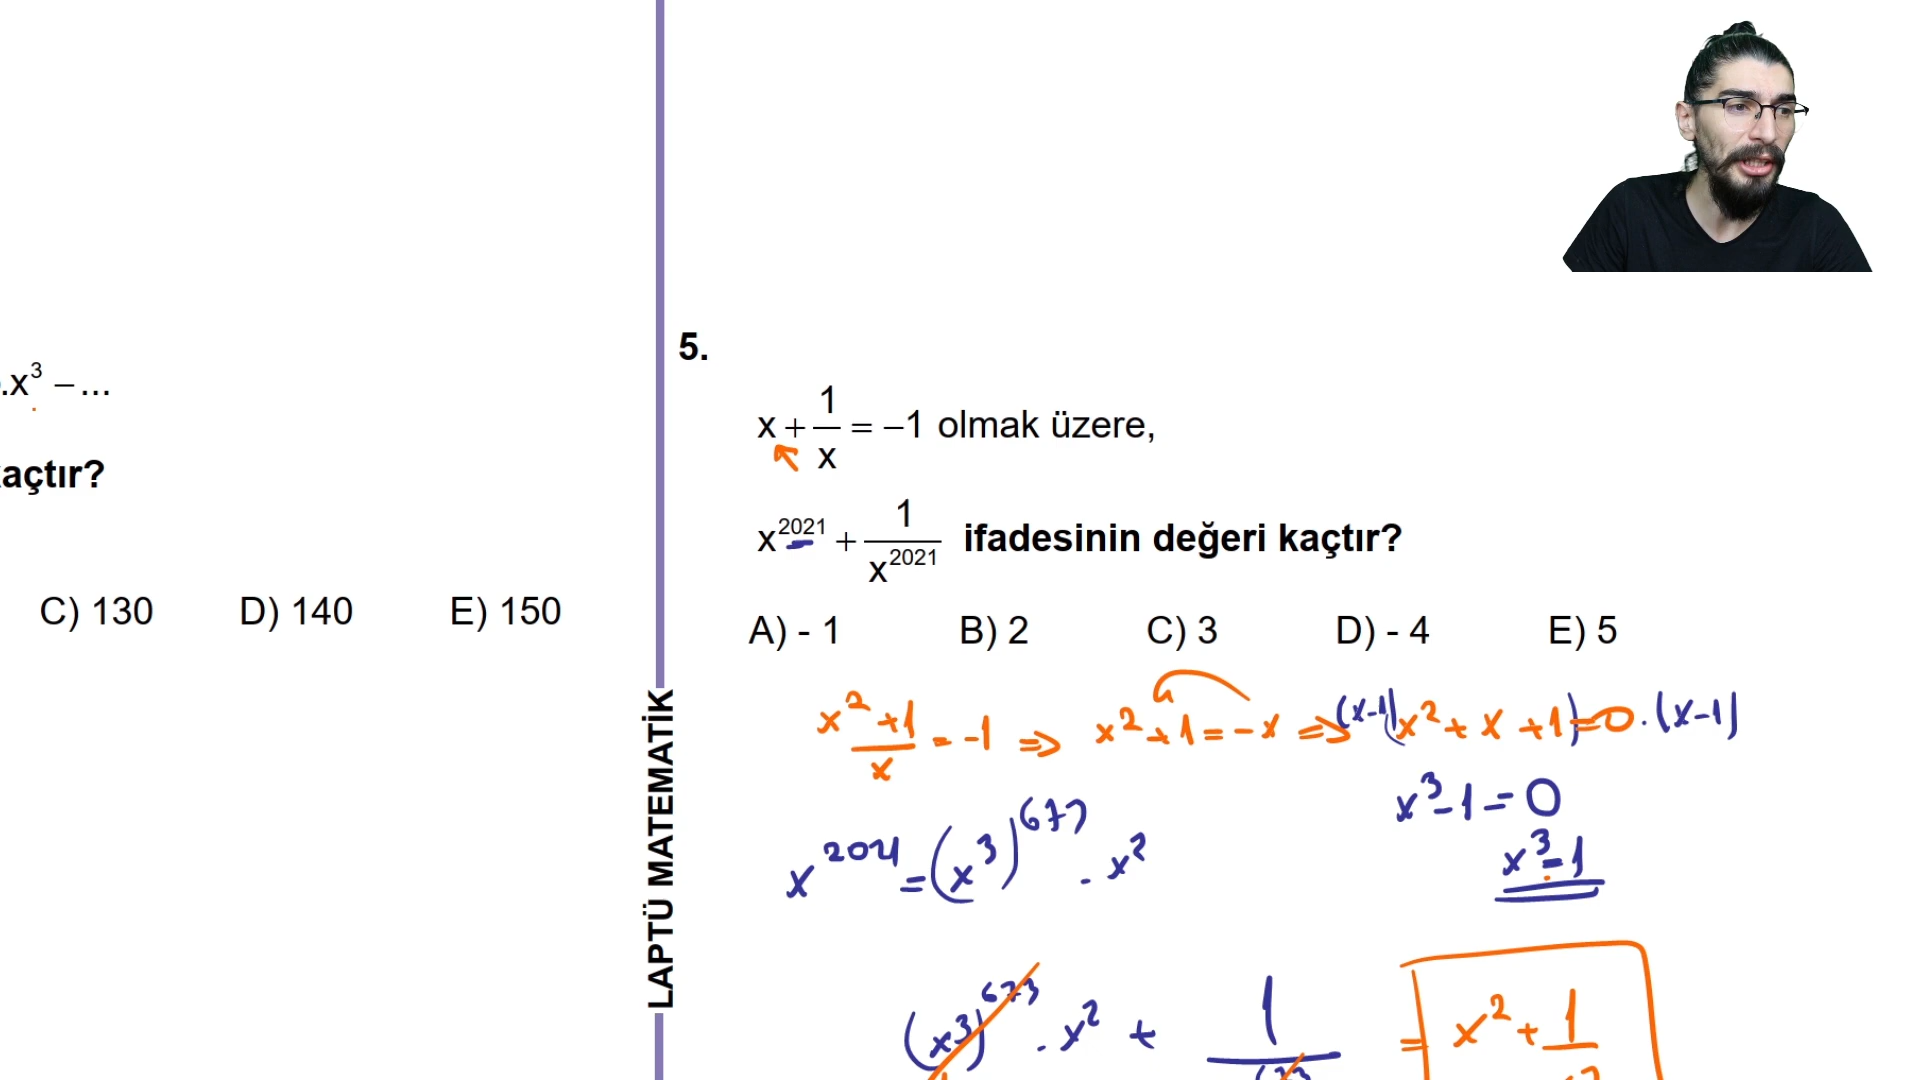 .x³ – ...
açtır?
C) 130 D) 140 E) 150
LAPTÜ MATEMATİK
5.
x + 1/x = –1 olmak üzere,
x²⁰²¹ + 1/x²⁰²¹ ifadesinin değeri kaçtır?
A) - 1 B) 2 C) 3 D) - 4 E) 5
x²+1/x = -1 ⇒ x²+1 = -x ⇒ (x-1)(x²+x+1)=0.(x-1)
x³-1=0
x³=1
x²⁰²¹ = (x³)⁶⁷³ . x²
(x³)⁶⁷³ . x² + 1 = x² + 1